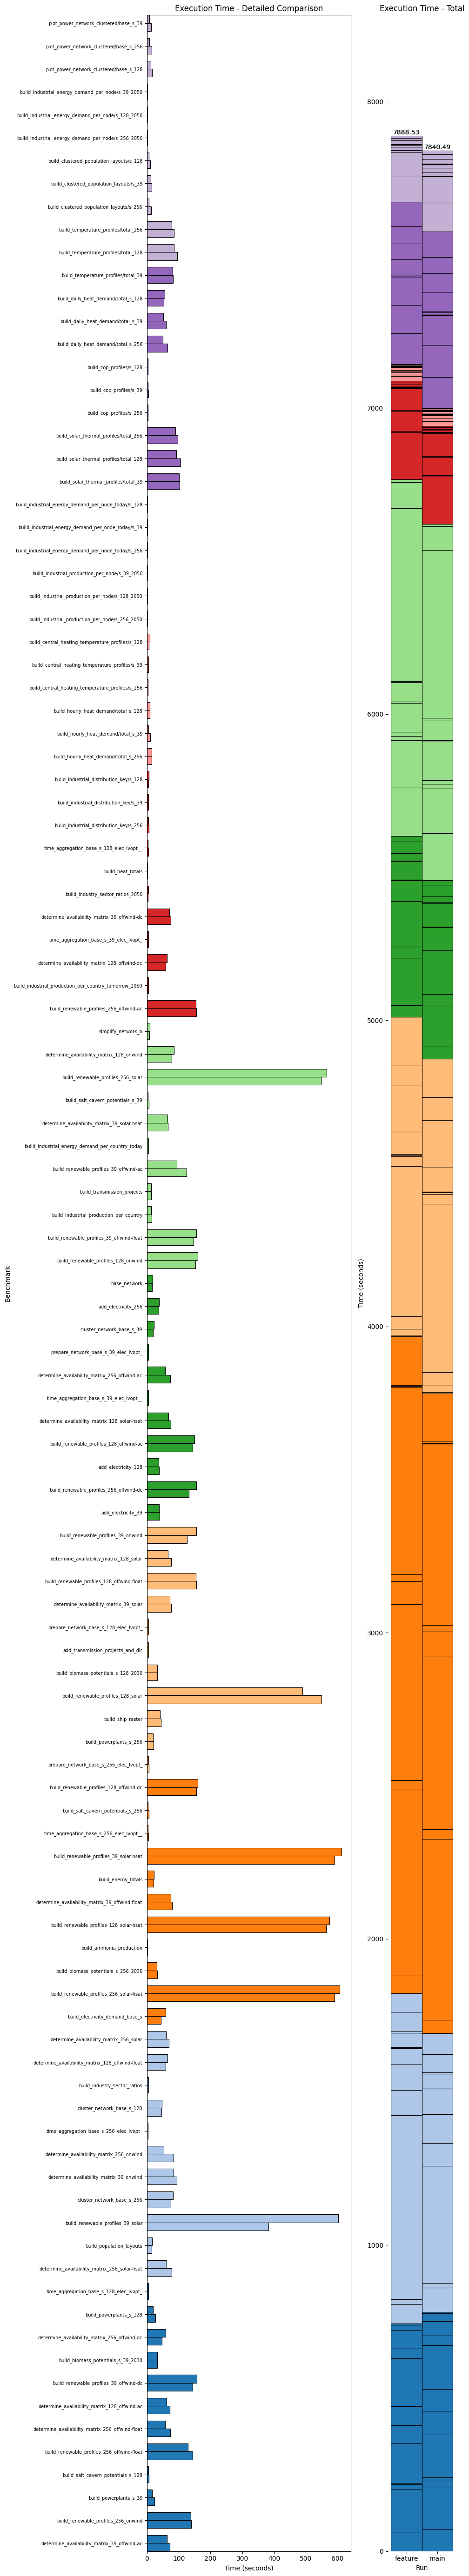 Execution Time - Detailed Comparison
plot_power_network_clustered/base_s_39
plot_power_network_clustered/base_s_256
plot_power_network_clustered/base_s_128
build_industrial_energy_demand_per_node/s_39_2050
build_industrial_energy_demand_per_node/s_128_2050
build_industrial_energy_demand_per_node/s_256_2050
build_clustered_population_layouts/s_128
build_clustered_population_layouts/s_39
build_clustered_population_layouts/s_256
build_temperature_profiles/total_256
build_temperature_profiles/total_128
build_temperature_profiles/total_39
build_daily_heat_demand/total_s_128
build_daily_heat_demand/total_s_39
build_daily_heat_demand/total_s_256
build_cop_profiles/s_128
build_cop_profiles/s_39
build_cop_profiles/s_256
build_solar_thermal_profiles/total_256
build_solar_thermal_profiles/total_128
build_solar_thermal_profiles/total_39
build_industrial_energy_demand_per_node_today/s_128
build_industrial_energy_demand_per_node_today/s_39
build_industrial_energy_demand_per_node_today/s_256
build_industrial_production_per_node/s_39_2050
build_industrial_production_per_node/s_128_2050
build_industrial_production_per_node/s_256_2050
build_central_heating_temperature_profiles/s_128
build_central_heating_temperature_profiles/s_39
build_central_heating_temperature_profiles/s_256
build_hourly_heat_demand/total_s_128
build_hourly_heat_demand/total_s_39
build_hourly_heat_demand/total_s_256
build_industrial_distribution_key/s_128
build_industrial_distribution_key/s_39
build_industrial_distribution_key/s_256
time_aggregation_base_s_128_elec_lvopt__
build_heat_totals
build_industry_sector_ratios_2050
determine_availability_matrix_39_offwind-dc
time_aggregation_base_s_39_elec_lvopt_
determine_availability_matrix_128_offwind-dc
build_industrial_production_per_country_tomorrow_2050
build_renewable_profiles_256_offwind-ac
simplify_network_b
determine_availability_matrix_128_onwind
build_renewable_profiles_256_solar
build_salt_cavern_potentials_s_39
determine_availability_matrix_39_solar-hsat
build_industrial_energy_demand_per_country_today
build_renewable_profiles_39_offwind-ac
build_transmission_projects
build_industrial_production_per_country
build_renewable_profiles_39_offwind-float
build_renewable_profiles_128_onwind
base_network
add_electricity_256
cluster_network_base_s_39
prepare_network_base_s_39_elec_lvopt_
determine_availability_matrix_256_offwind-ac
time_aggregation_base_s_39_elec_lvopt__
determine_availability_matrix_128_solar-hsat
build_renewable_profiles_128_offwind-ac
add_electricity_128
build_renewable_profiles_256_offwind-dc
add_electricity_39
build_renewable_profiles_39_onwind
determine_availability_matrix_128_solar
build_renewable_profiles_128_offwind-float
determine_availability_matrix_39_solar
prepare_network_base_s_128_elec_lvopt_
add_transmission_projects_and_dlr
build_biomass_potentials_s_128_2030
build_renewable_profiles_128_solar
build_ship_raster
build_powerplants_s_256
prepare_network_base_s_256_elec_lvopt_
build_renewable_profiles_128_offwind-dc
build_salt_cavern_potentials_s_256
time_aggregation_base_s_256_elec_lvopt__
build_renewable_profiles_39_solar-hsat
build_energy_totals
determine_availability_matrix_39_offwind-float
build_renewable_profiles_128_solar-hsat
build_ammonia_production
build_biomass_potentials_s_256_2030
build_renewable_profiles_256_solar-hsat
build_electricity_demand_base_s
determine_availability_matrix_256_solar
determine_availability_matrix_128_offwind-float
build_industry_sector_ratios
cluster_network_base_s_128
time_aggregation_base_s_256_elec_lvopt_
determine_availability_matrix_256_onwind
determine_availability_matrix_39_onwind
cluster_network_base_s_256
build_renewable_profiles_39_solar
build_population_layouts
determine_availability_matrix_256_solar-hsat
time_aggregation_base_s_128_elec_lvopt_
build_powerplants_s_128
determine_availability_matrix_256_offwind-dc
build_biomass_potentials_s_39_2030
build_renewable_profiles_39_offwind-dc
determine_availability_matrix_128_offwind-ac
determine_availability_matrix_256_offwind-float
build_renewable_profiles_256_offwind-float
build_salt_cavern_potentials_s_128
build_powerplants_s_39
build_renewable_profiles_256_onwind
determine_availability_matrix_39_offwind-ac
Benchmark
0 100 200 300 400 500 600
Time (seconds)
Execution Time - Total
7888.53
7840.49
8000
7000
6000
5000
4000
3000
2000
1000
0
Time (seconds)
feature main
Run